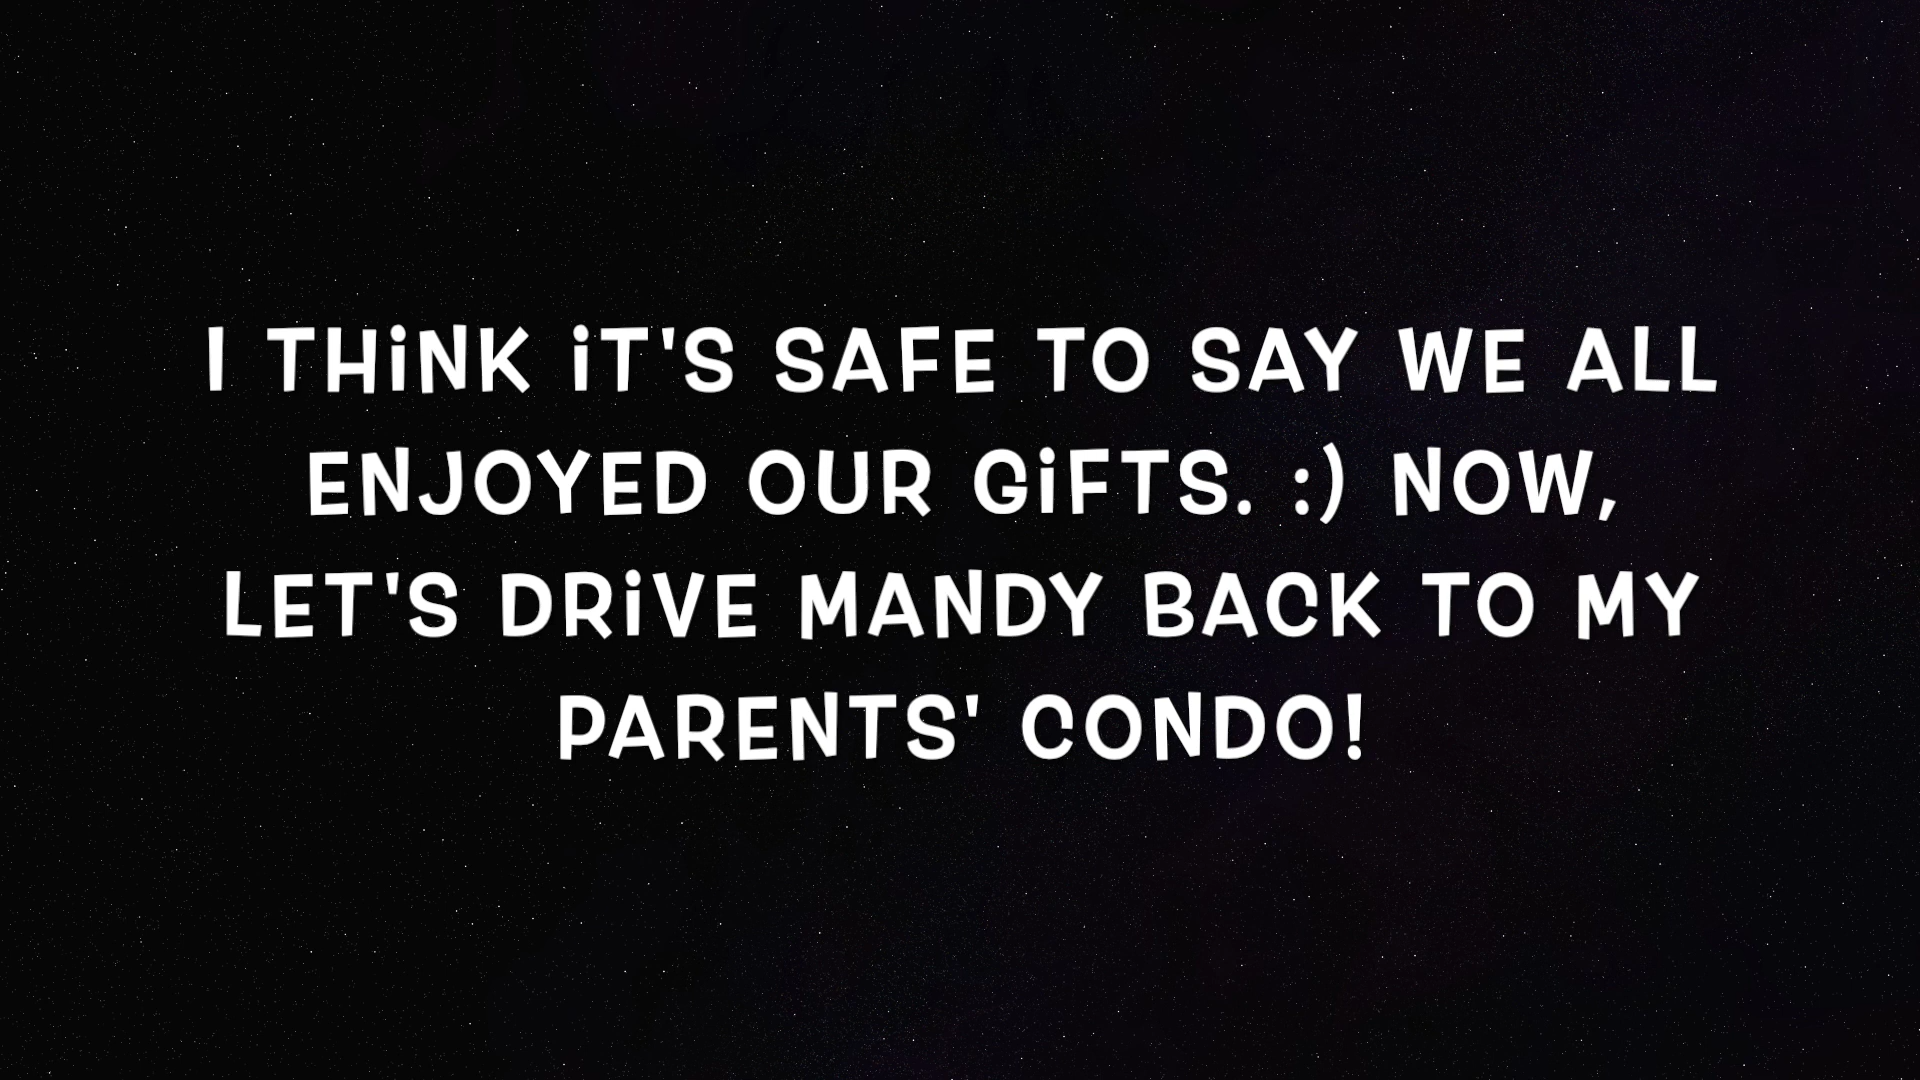 I THiNK iT'S SAFE TO SAY WE ALL
ENJOYED OUR GiFTS. :) NOW,
LET'S DRiVE MANDY BACK TO MY
PARENTS' CONDO!